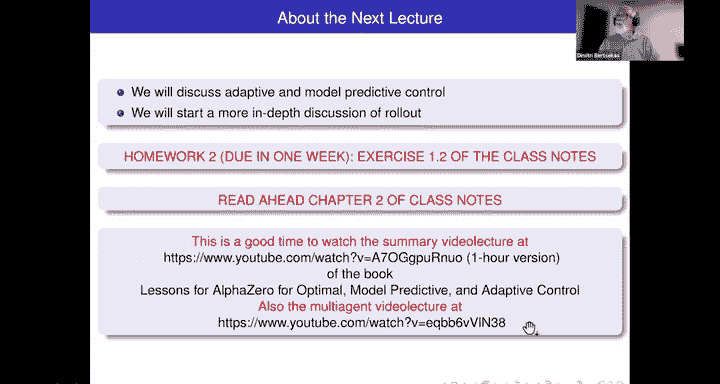 About the Next Lecture
Dimitri Bertsekas
We will discuss adaptive and model predictive control
We will start a more in-depth discussion of rollout
HOMEWORK 2 (DUE IN ONE WEEK): EXERCISE 1.2 OF THE CLASS NOTES
READ AHEAD CHAPTER 2 OF CLASS NOTES
This is a good time to watch the summary videolecture at
https://www.youtube.com/watch?v=A7OGgpuRnuo (1-hour version)
of the book
Lessons for AlphaZero for Optimal, Model Predictive, and Adaptive Control
Also the multiagent videolecture at
https://www.youtube.com/watch?v=eqbb6vVlN38